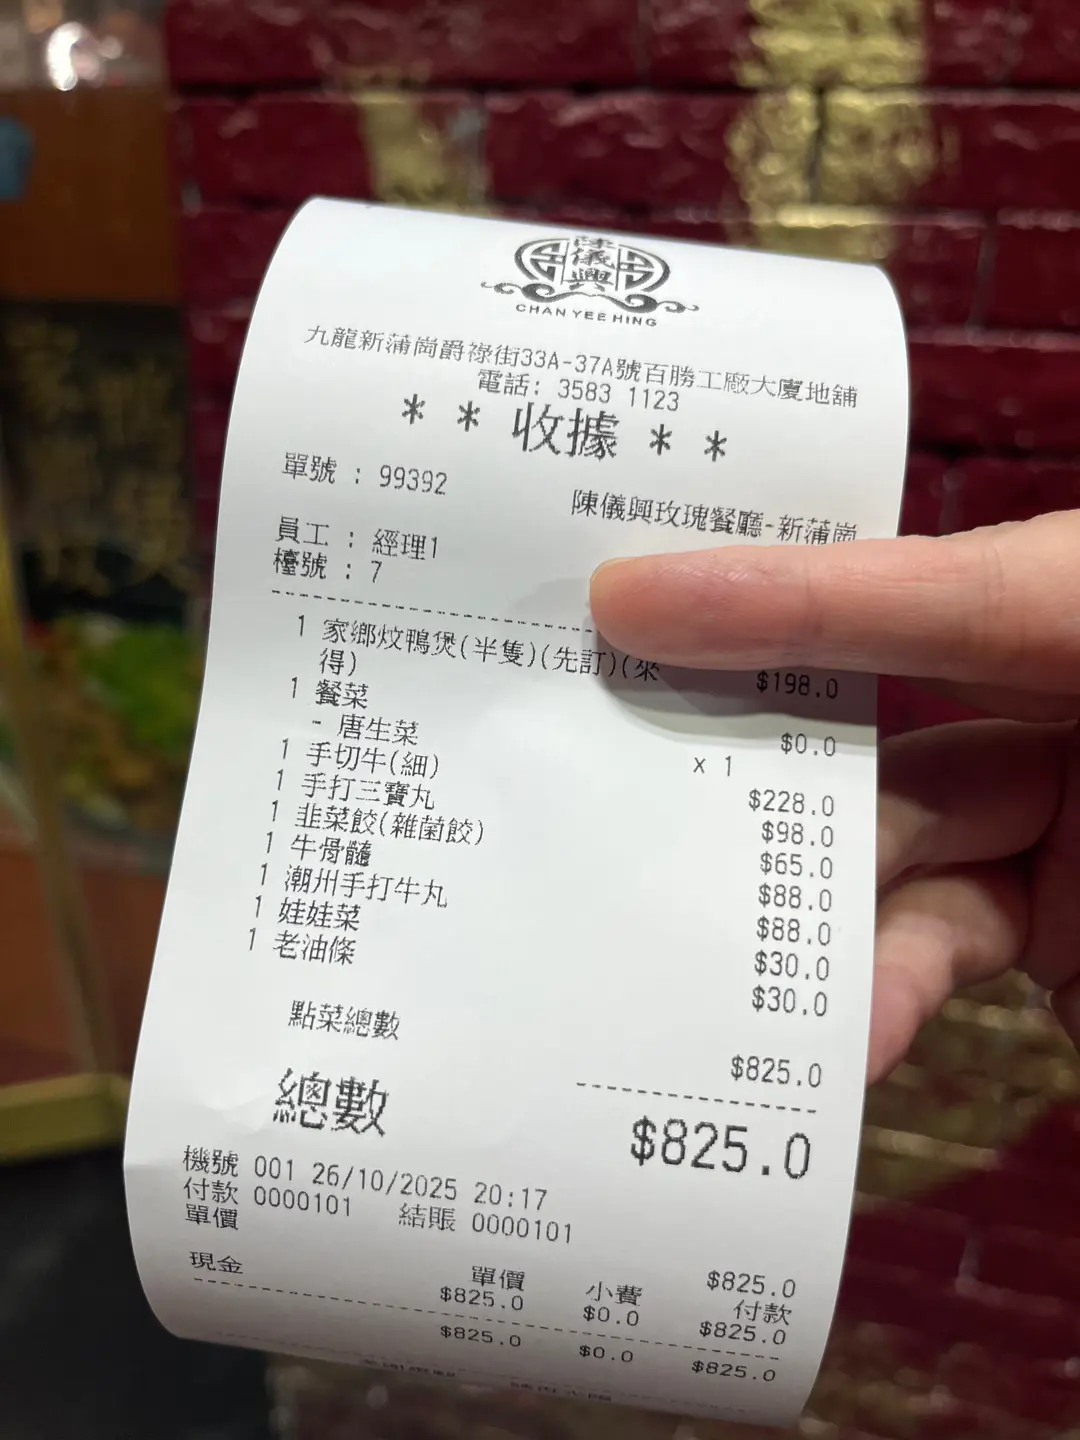 陳儀興
CHAN YEE HING
九龍新蒲崗爵祿街33A-37A號百勝工廠大廈地舖
電話: 3583 1123
* * 收據 * *
單號 : 99392
陳儀興玫瑰餐廳-新蒲崗
員工 : 經理1
檯號 : 7
1 家鄉炆鴨煲(半隻)(先訂)(來得) $198.0
1 餐菜 $0.0
- 唐生菜 x 1
1 手切牛(細) $228.0
1 手打三寶丸 $98.0
1 韭菜餃(雜菌餃) $65.0
1 牛骨髓 $88.0
1 潮州手打牛丸 $88.0
1 娃娃菜 $30.0
1 老油條 $30.0
點菜總數 $825.0
總數 $825.0
機號 001 26/10/2025 20:17
付款 0000101 結賬 0000101
單價 $825.0
單價 小費 付款
現金 $825.0 $0.0 $825.0
$825.0 $0.0 $825.0